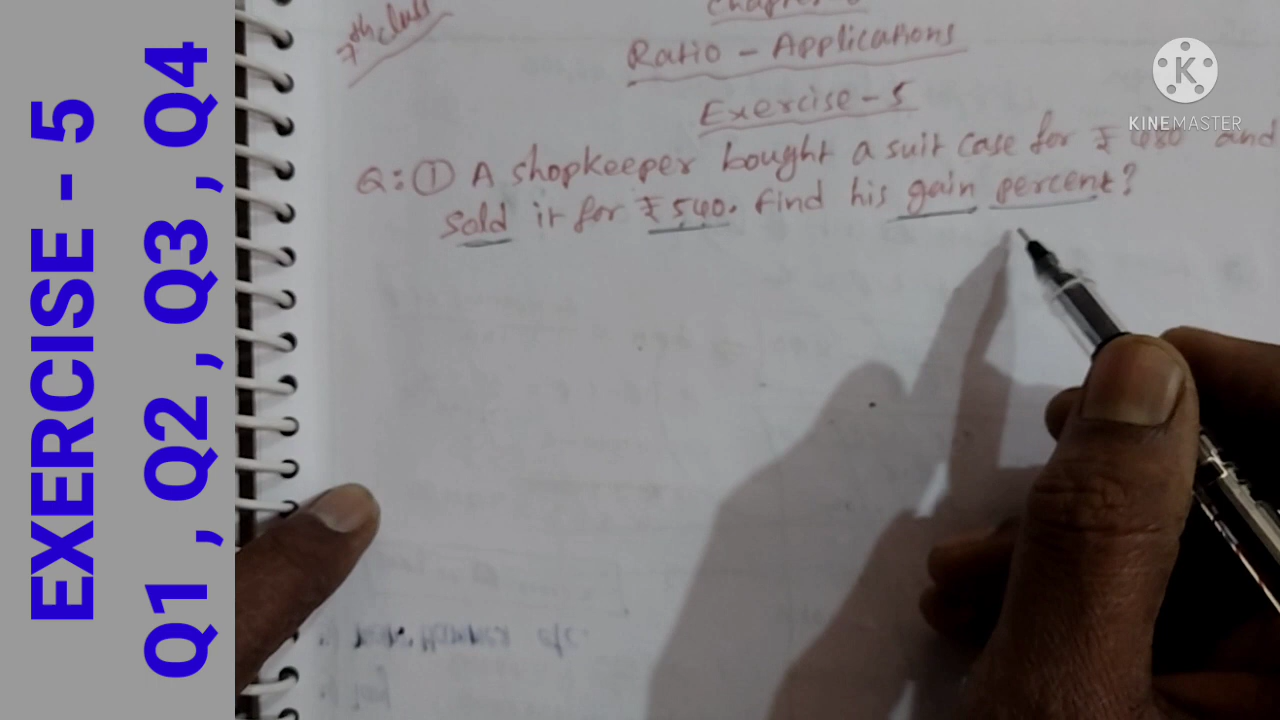 EXERCISE - 5
Q1 , Q2 , Q3 , Q4
7th class
Chapter
Ratio - Applications
Exercise - 5
Q: ① A shopkeeper bought a suit case for ₹ 480 and
sold it for ₹ 540. Find his gain percent?
K
KINEMASTER